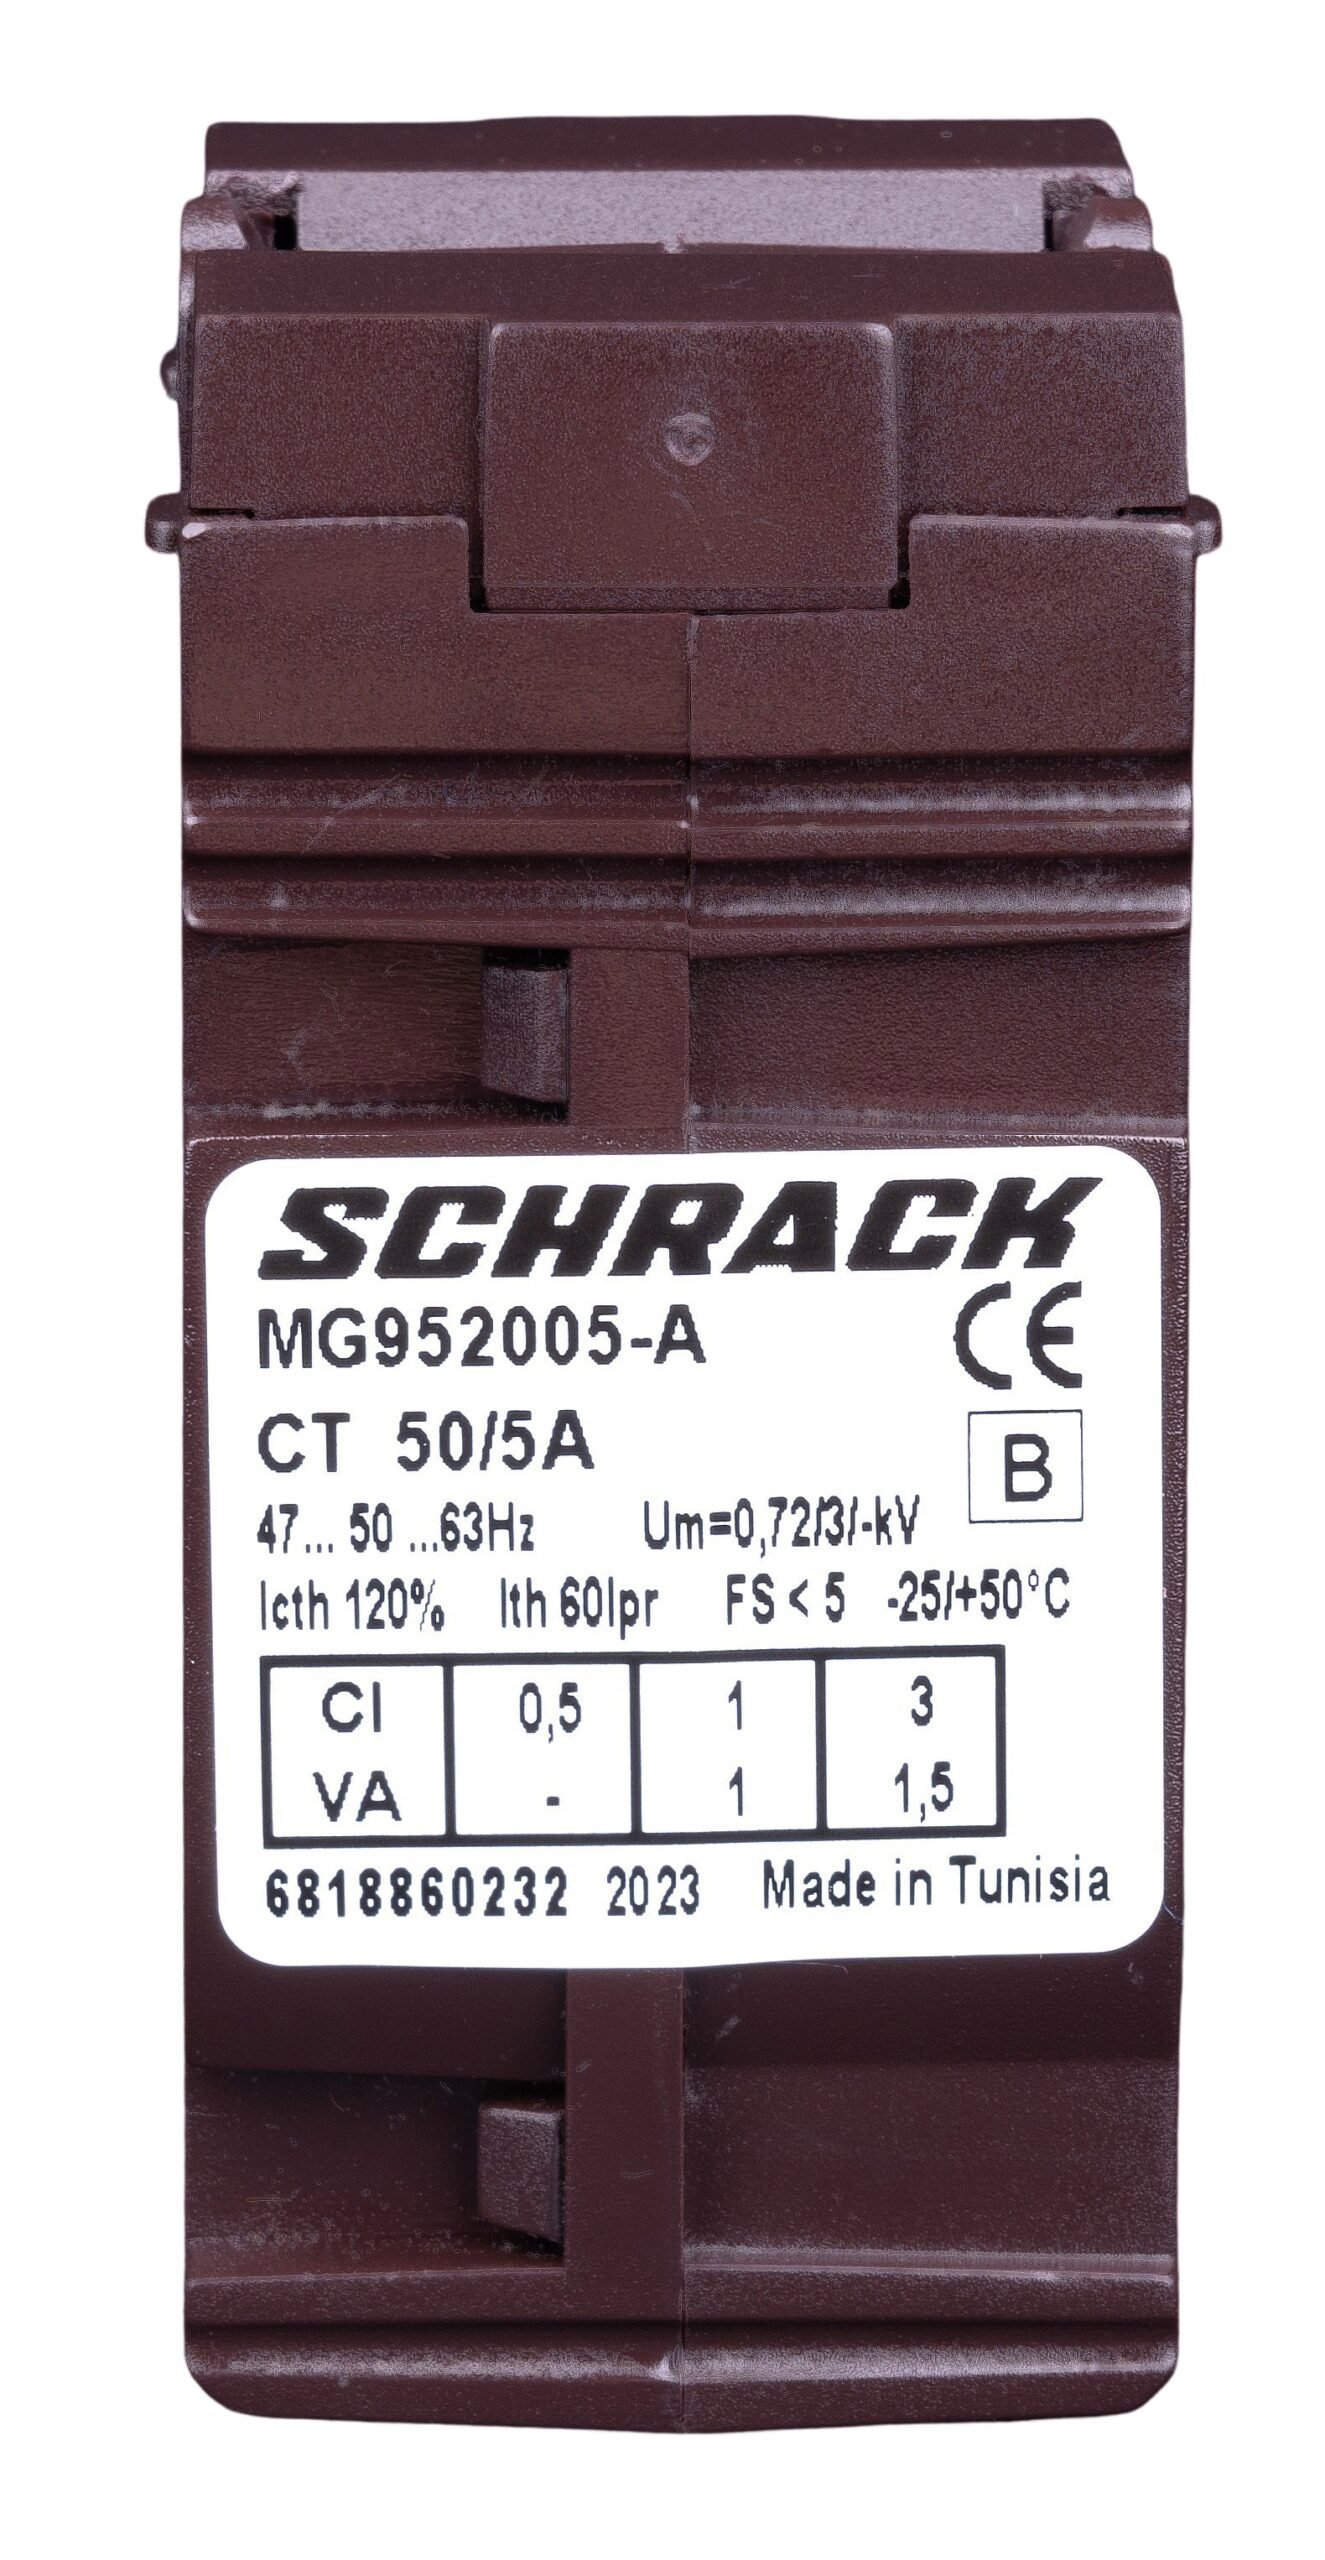 SCHRACK
MG952005-A
CE
CT 50/5A
B
47... 50 ...63Hz Um=0,72/3/-kV
Icth 120% Ith 60Ipr FS < 5 -25/+50°C
Cl 0,5 1 3
VA - 1 1,5
6818860232 2023 Made in Tunisia